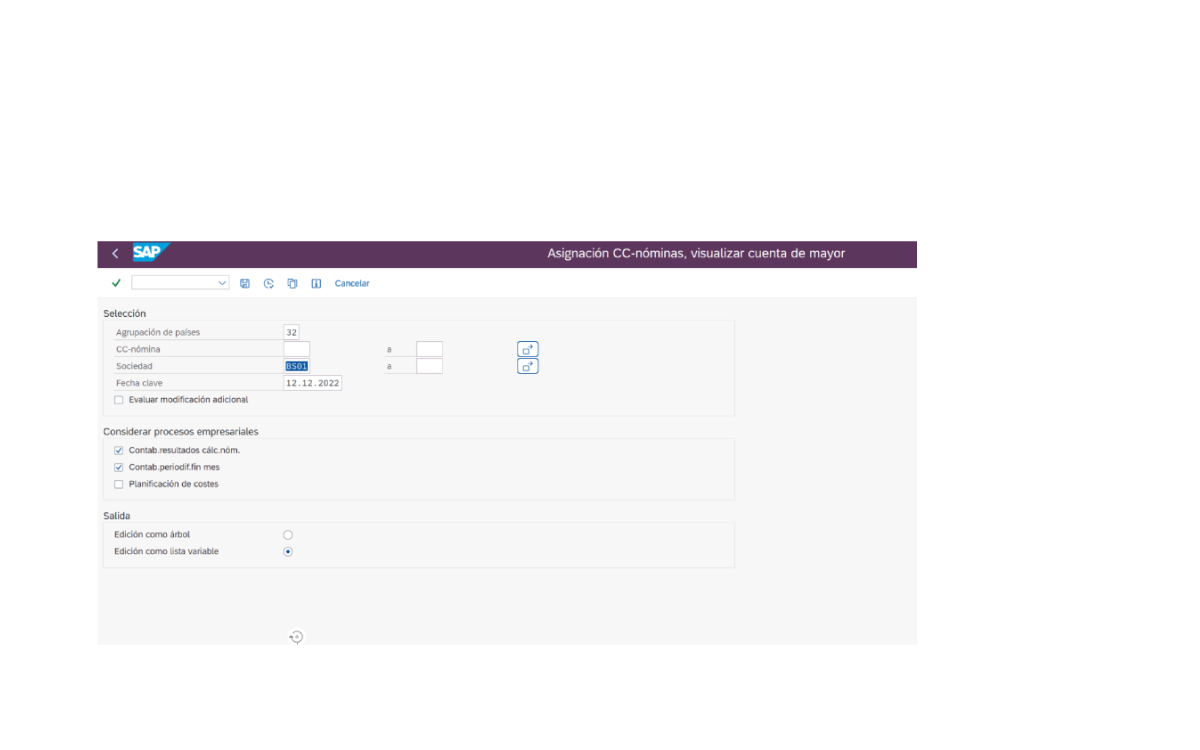 SAP Asignación CC-nóminas, visualizar cuenta de mayor
Cancelar
Selección
Agrupación de países 32
CC-nómina a
Sociedad BS01 a
Fecha clave 12.12.2022
Evaluar modificación adicional
Considerar procesos empresariales
Contab.resultados cálc.nóm.
Contab.periodif.fin mes
Planificación de costes
Salida
Edición como árbol
Edición como lista variable